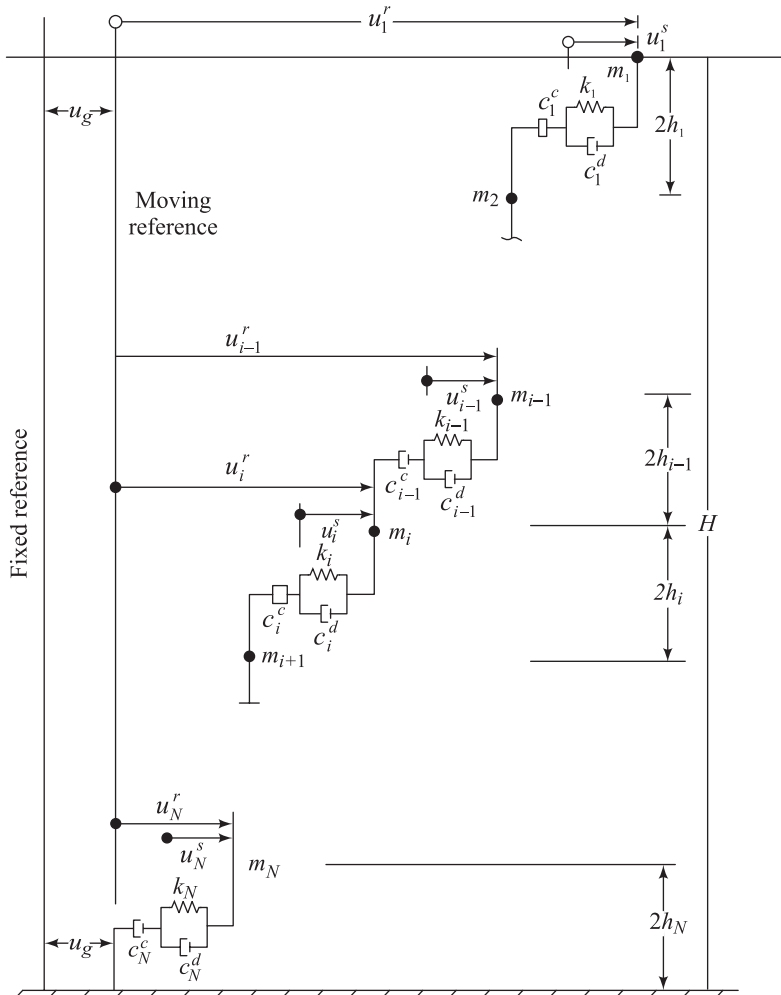 u_1^r
u_1^s
m_1
u_g
c_1^c
k_1
c_1^d
2h_1
m_2
Moving
reference
u_{i–1}^r
u_{i–1}^s
m_{i–1}
k_{i–1}
c_{i–1}^c
c_{i–1}^d
2h_{i–1}
u_i^r
u_i^s
m_i
H
Fixed reference
k_i
c_i^c
c_i^d
2h_i
m_{i+1}
u_N^r
u_N^s
m_N
k_N
c_N^c
c_N^d
u_g
2h_N